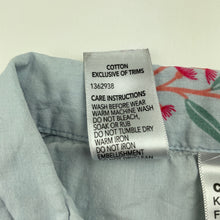 COTTON
EXCLUSIVE OF TRIMS
1362938
CARE INSTRUCTIONS
WASH BEFORE WEAR
WARM MACHINE WASH
DO NOT BLEACH,
SOAK OR RUB
DO NOT TUMBLE DRY
WARM IRON
DO NOT IRON
EMBELLISHMENT